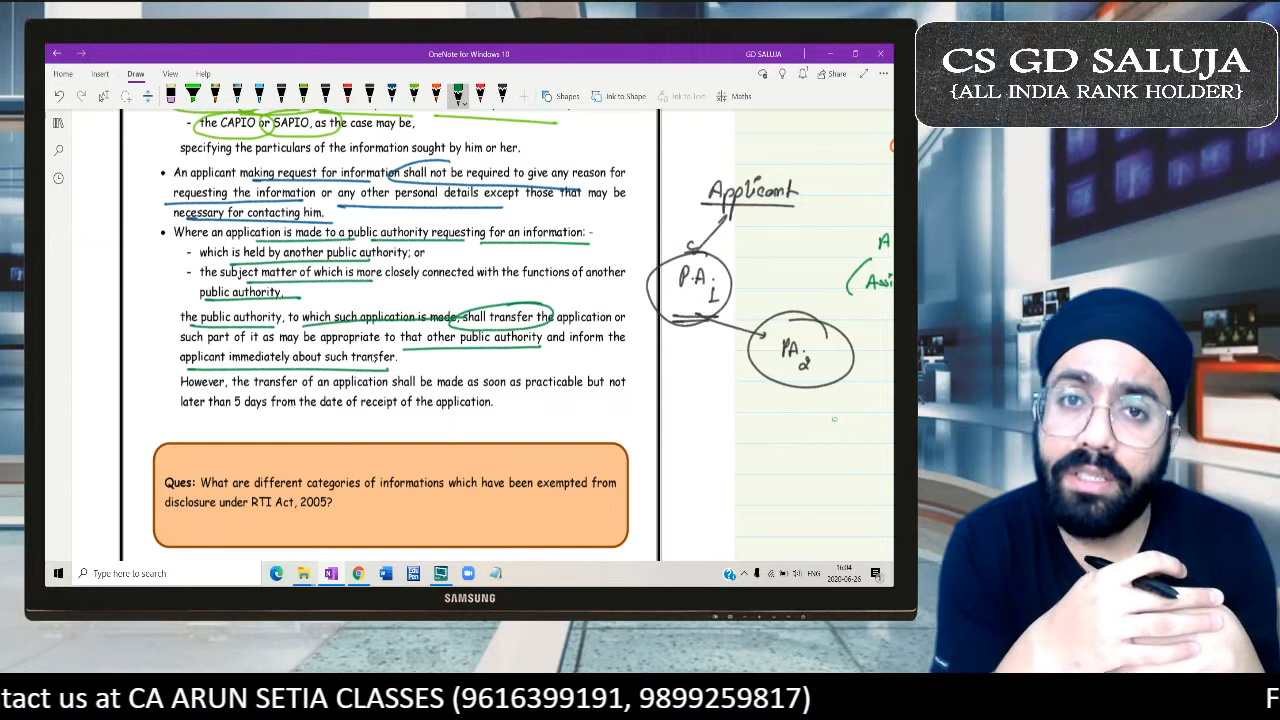 OneNote for Windows 10
GD SALUJA
Home Insert Draw View Help
Share
Shapes Ink to Shape Ink to Text Maths
- the CAPIO or SAPIO, as the case may be,
specifying the particulars of the information sought by him or her.
• An applicant making request for information shall not be required to give any reason for
requesting the information or any other personal details except those that may be
necessary for contacting him.
• Where an application is made to a public authority requesting for an information: -
- which is held by another public authority; or
- the subject matter of which is more closely connected with the functions of another
public authority,
the public authority, to which such application is made, shall transfer the application or
such part of it as may be appropriate to that other public authority and inform the
applicant immediately about such transfer.
However, the transfer of an application shall be made as soon as practicable but not
later than 5 days from the date of receipt of the application.
Ques: What are different categories of informations which have been exempted from
disclosure under RTI Act, 2005?
Applicant
P.A.
1
PA.
2
A
(Assi
Type here to search
ENG
16:04
2020-06-26
SAMSUNG
CS GD SALUJA
{ALL INDIA RANK HOLDER}
ntact us at CA ARUN SETIA CLASSES (9616399191, 9899259817)
F